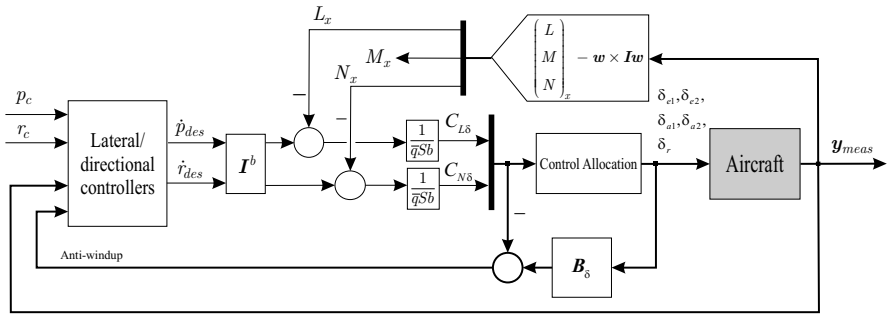 L_x
M_x
N_x
−
−
( L
M
N )_x − w × Iw
p_c
r_c
Lateral/
directional
controllers
ṗ_des
ṙ_des
I^b
1
q̄Sb
1
q̄Sb
C_Lδ
C_Nδ
Control Allocation
δ_e1,δ_e2,
δ_a1,δ_a2,
δ_r
Aircraft
y_meas
−
B_δ
Anti-windup